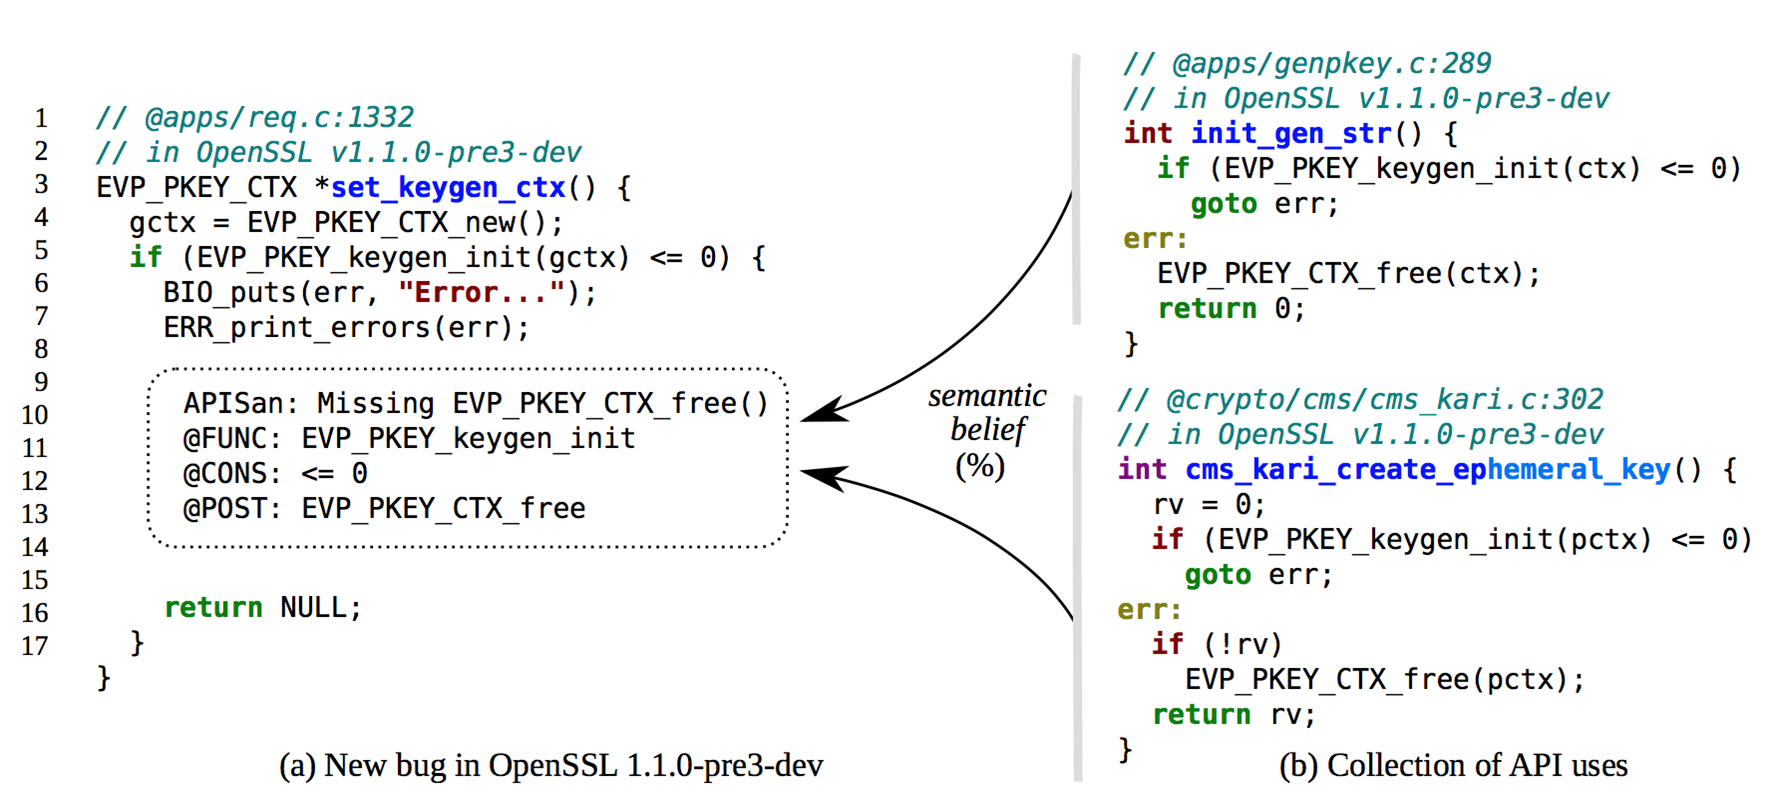 1 // @apps/req.c:1332
2 // in OpenSSL v1.1.0-pre3-dev
3 EVP_PKEY_CTX *set_keygen_ctx() {
4 gctx = EVP_PKEY_CTX_new();
5 if (EVP_PKEY_keygen_init(gctx) <= 0) {
6 BIO_puts(err, "Error...");
7 ERR_print_errors(err);
8
9
10 APISan: Missing EVP_PKEY_CTX_free()
11 @FUNC: EVP_PKEY_keygen_init
12 @CONS: <= 0
13 @POST: EVP_PKEY_CTX_free
14
15
16 return NULL;
17 }
}
(a) New bug in OpenSSL 1.1.0-pre3-dev
semantic
belief
(%)
// @apps/genpkey.c:289
// in OpenSSL v1.1.0-pre3-dev
int init_gen_str() {
if (EVP_PKEY_keygen_init(ctx) <= 0)
goto err;
err:
EVP_PKEY_CTX_free(ctx);
return 0;
}
// @crypto/cms/cms_kari.c:302
// in OpenSSL v1.1.0-pre3-dev
int cms_kari_create_ephemeral_key() {
rv = 0;
if (EVP_PKEY_keygen_init(pctx) <= 0)
goto err;
err:
if (!rv)
EVP_PKEY_CTX_free(pctx);
return rv;
}
(b) Collection of API uses